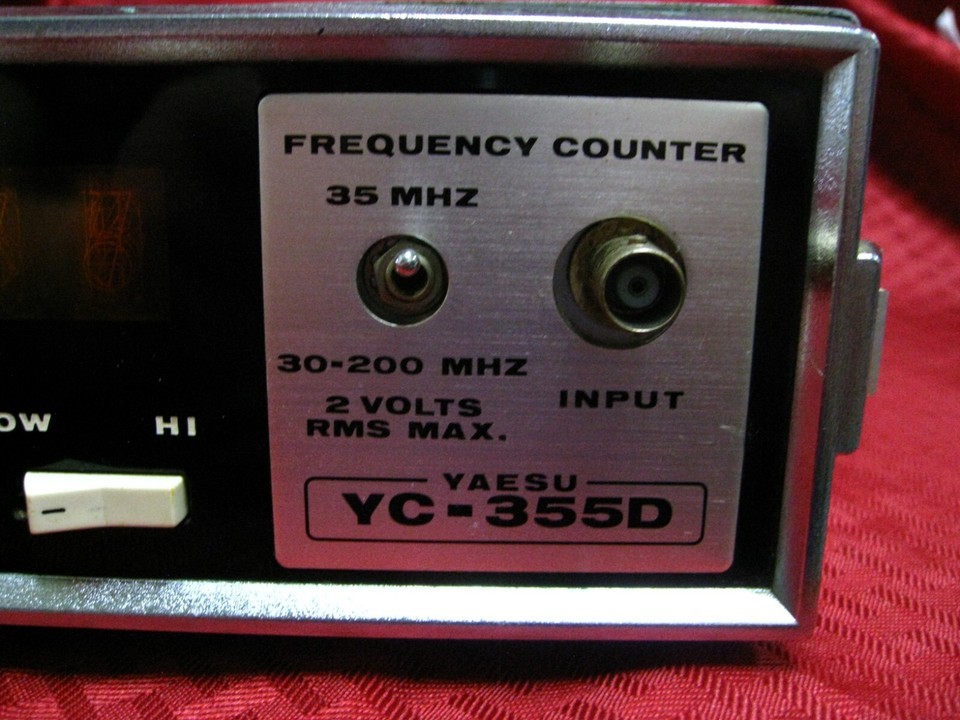 FREQUENCY COUNTER
35 MHZ
30-200 MHZ
2 VOLTS
RMS MAX.
INPUT
OW HI
YAESU
YC-355D